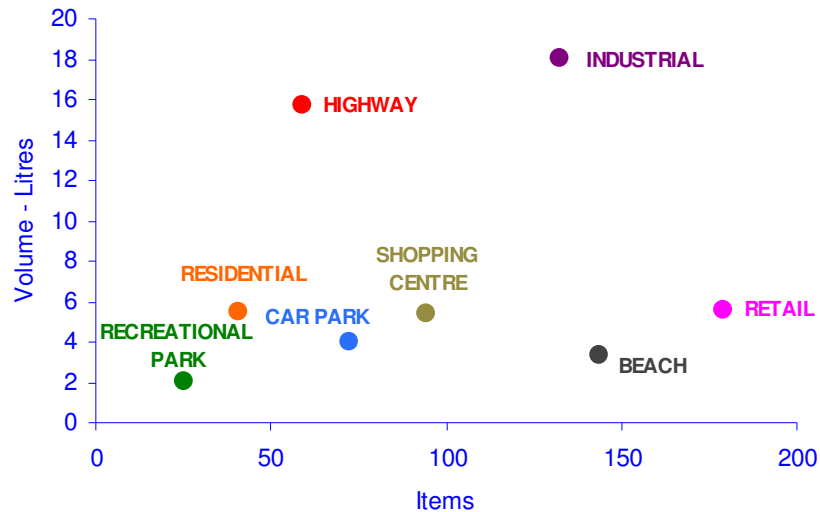 20
18
16
14
12
10
8
6
4
2
0
Volume - Litres
INDUSTRIAL
HIGHWAY
SHOPPING
CENTRE
RESIDENTIAL
CAR PARK
RETAIL
RECREATIONAL
PARK
BEACH
0
50
100
150
200
Items